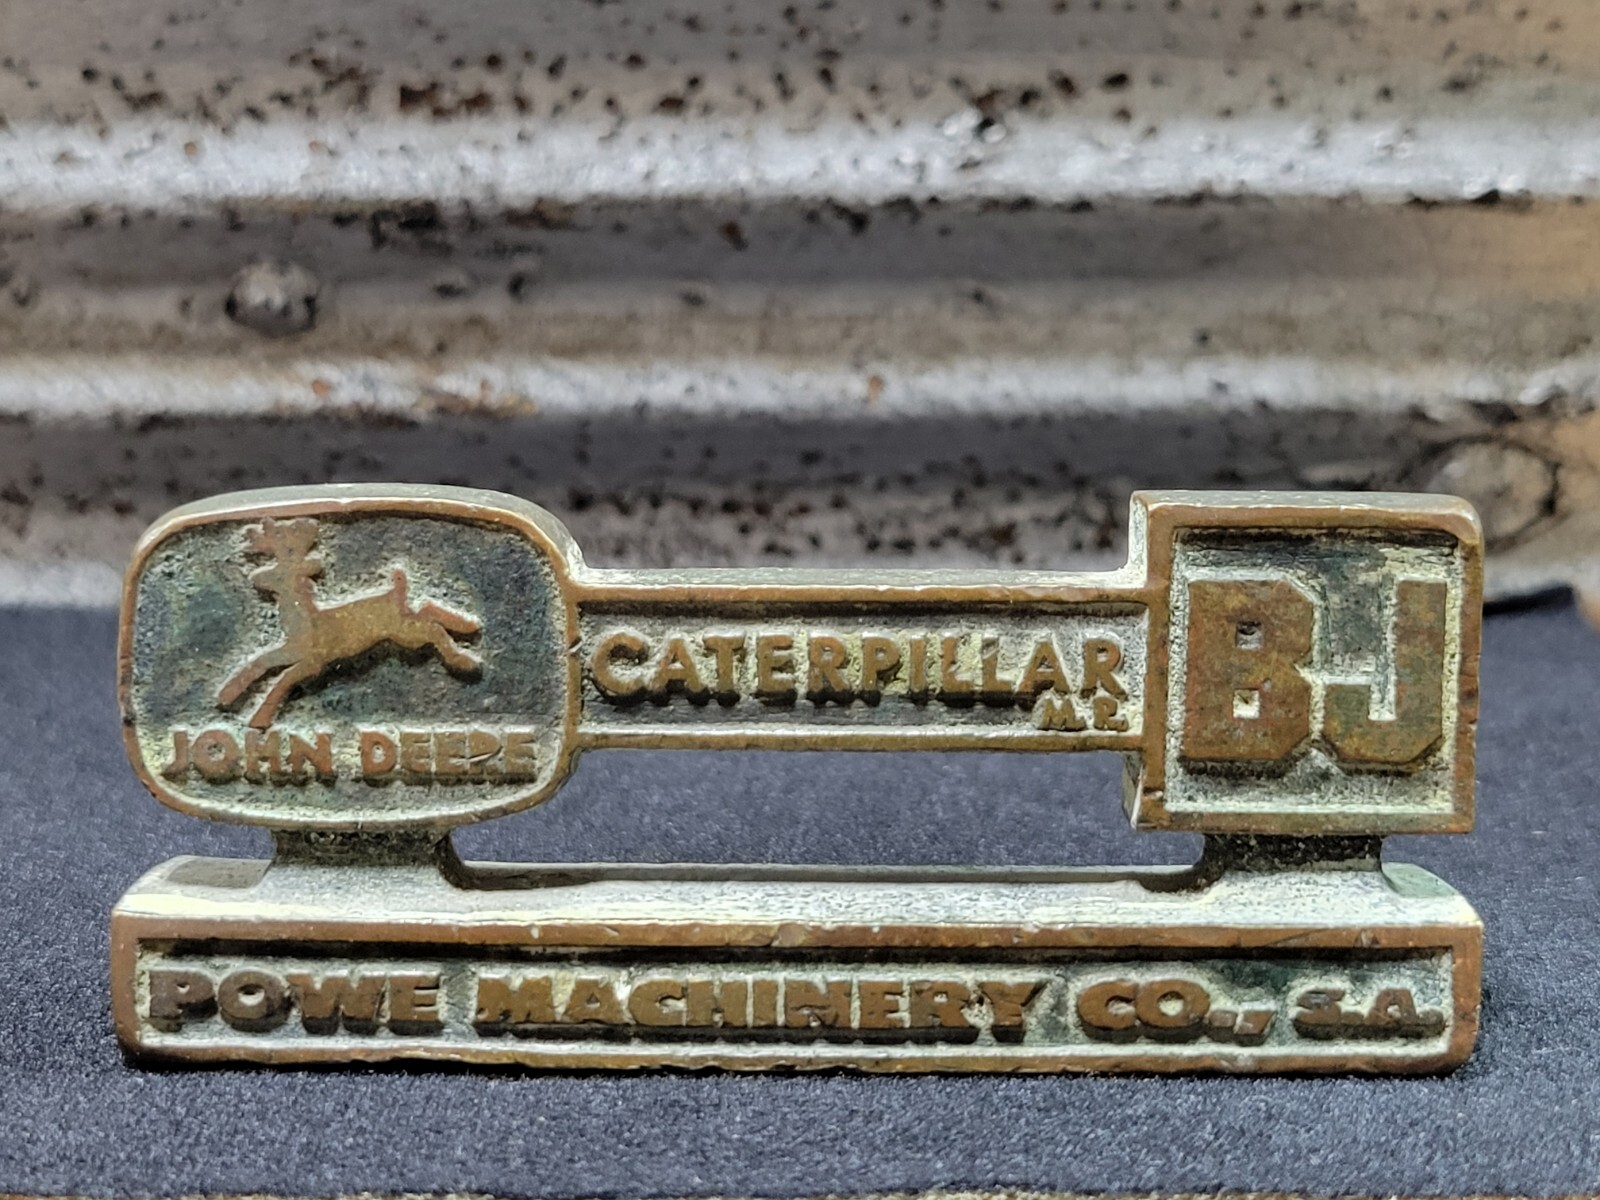 JOHN DEERE
CATERPILLAR
M.R.
BJ
POWE MACHINERY CO., S.A.